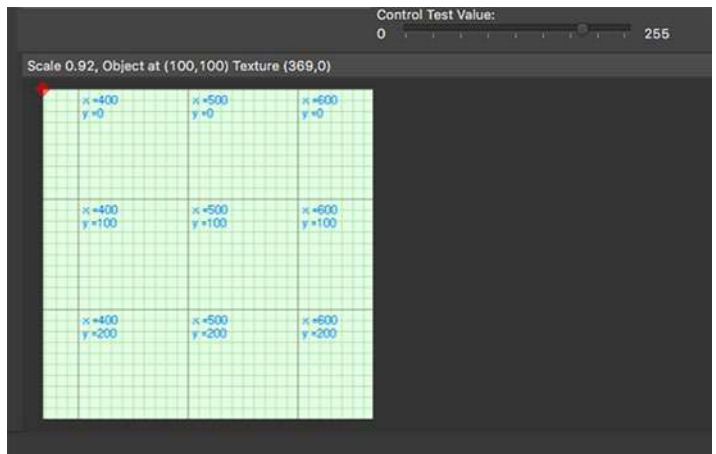 Control Test Value:
0 255
Scale 0.92, Object at (100,100) Texture (369,0)
x =400 x =500 x =600
y =0 y =0 y =0
x =400 x =500 x =600
y =100 y =100 y =100
x =400 x =500 x =600
y =200 y =200 y =200